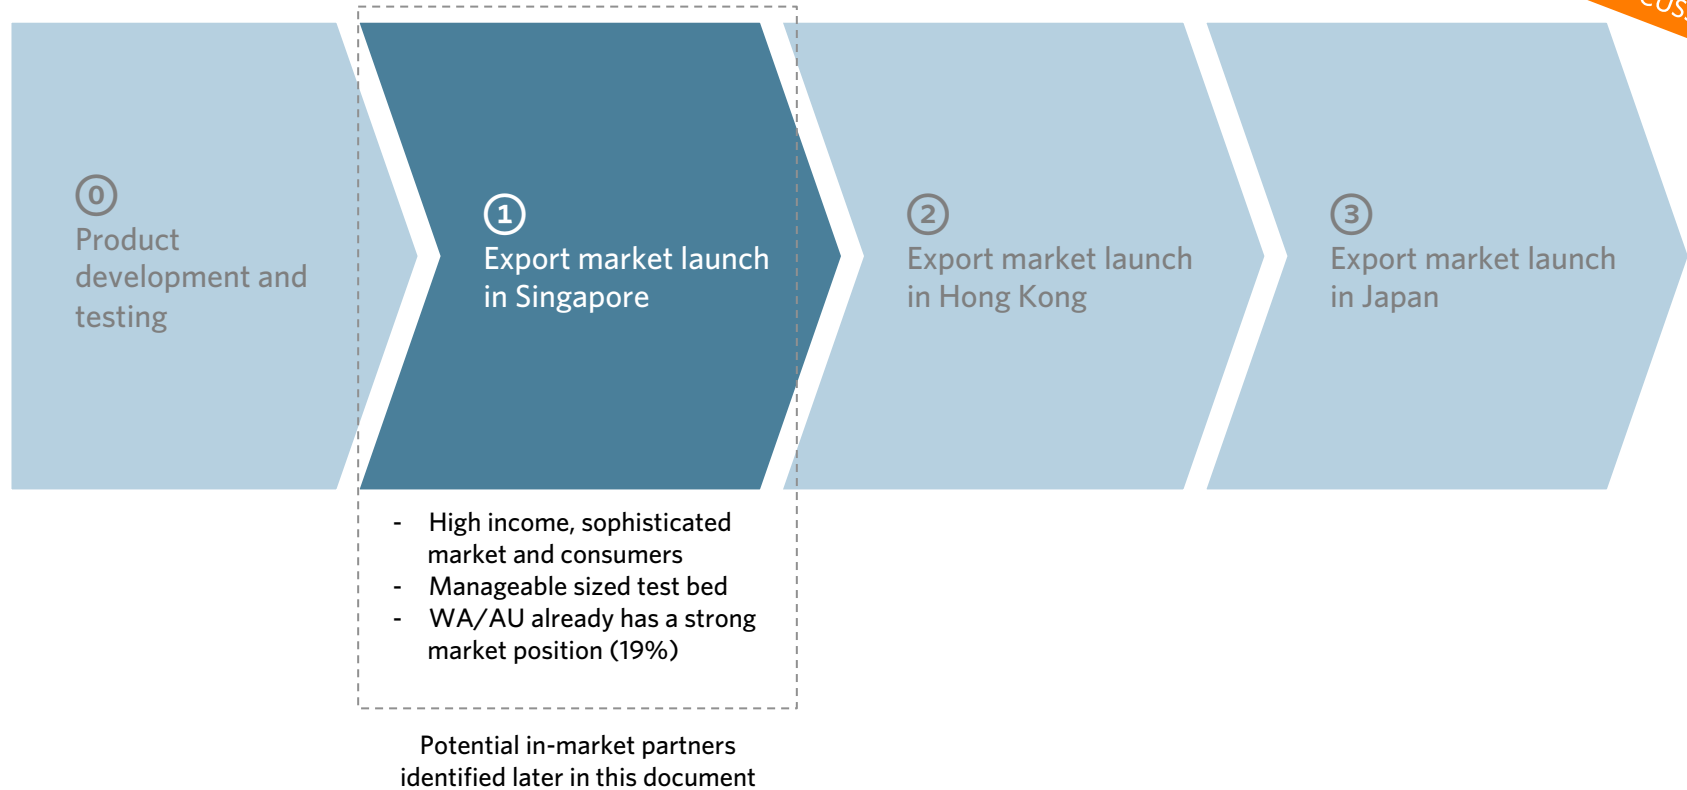 0
Product
development and
testing
1
Export market launch
in Singapore
2
Export market launch
in Hong Kong
3
Export market launch
in Japan
- High income, sophisticated
market and consumers
- Manageable sized test bed
- WA/AU already has a strong
market position (19%)
Potential in-market partners
identified later in this document